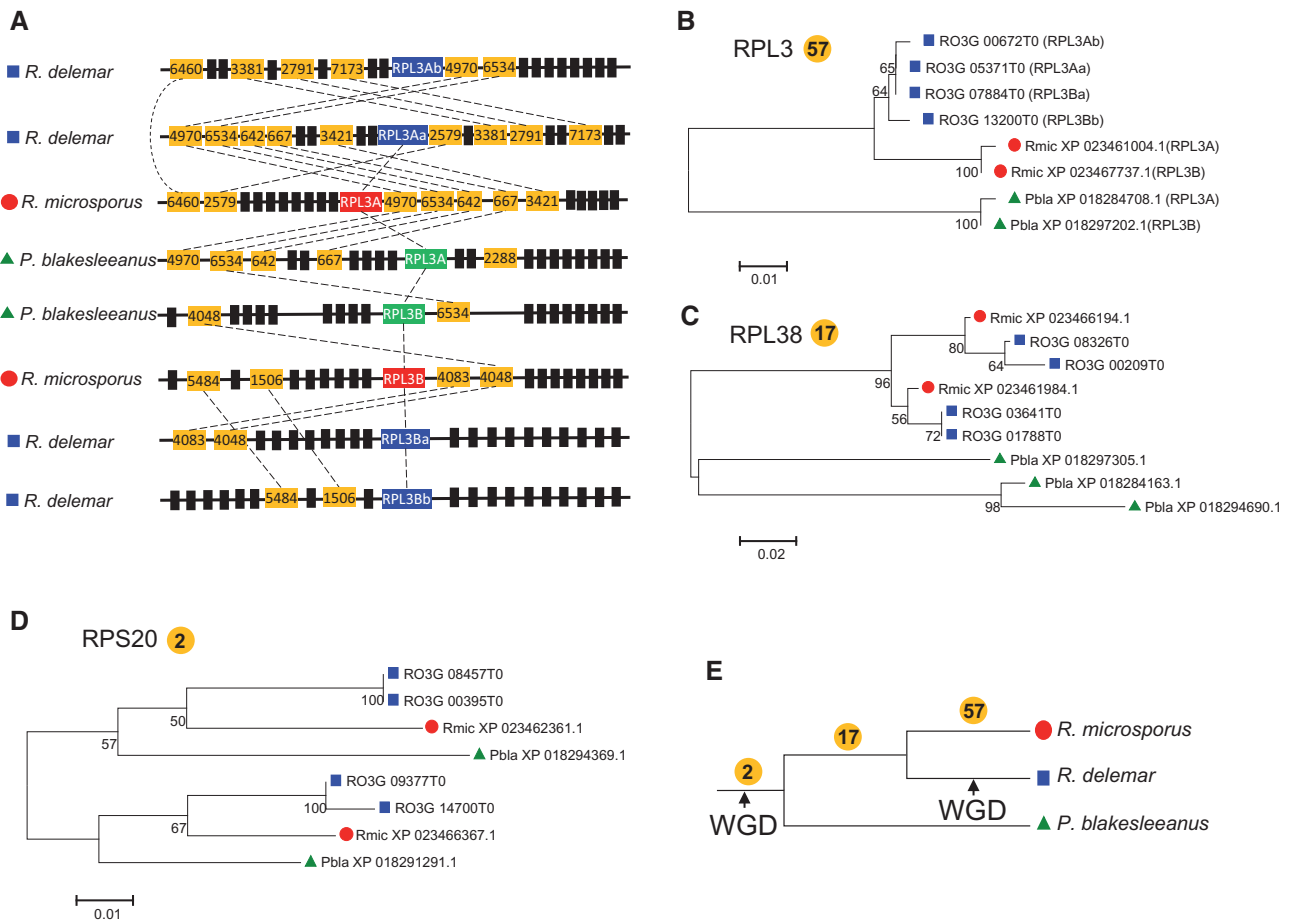 A
R. delemar 6460 3381 2791 7173 RPL3Ab 4970 6534
R. delemar 4970 6534 642 667 3421 RPL3Aa 2579 3381 2791 7173
R. microsporus 6460 2579 RPL3A 4970 6534 642 667 3421
P. blakesleeanus 4970 6534 642 667 RPL3A 2288
P. blakesleeanus 4048 RPL3B 6534
R. microsporus 5484 1506 RPL3B 4083 4048
R. delemar 4083 4048 RPL3Ba
R. delemar 5484 1506 RPL3Bb
B
RPL3 57
RO3G 00672T0 (RPL3Ab)
65
RO3G 05371T0 (RPL3Aa)
64
RO3G 07884T0 (RPL3Ba)
RO3G 13200T0 (RPL3Bb)
Rmic XP 023461004.1(RPL3A)
100
Rmic XP 023467737.1(RPL3B)
Pbla XP 018284708.1 (RPL3A)
100
Pbla XP 018297202.1(RPL3B)
0.01
C
RPL38 17
Rmic XP 023466194.1
80
RO3G 08326T0
64
RO3G 00209T0
96
Rmic XP 023461984.1
56
RO3G 03641T0
72
RO3G 01788T0
Pbla XP 018297305.1
Pbla XP 018284163.1
98
Pbla XP 018294690.1
0.02
D
RPS20 2
RO3G 08457T0
100
RO3G 00395T0
50
Rmic XP 023462361.1
57
Pbla XP 018294369.1
RO3G 09377T0
100
RO3G 14700T0
67
Rmic XP 023466367.1
Pbla XP 018291291.1
0.01
E
57
R. microsporus
17
2
R. delemar
WGD
WGD
P. blakesleeanus